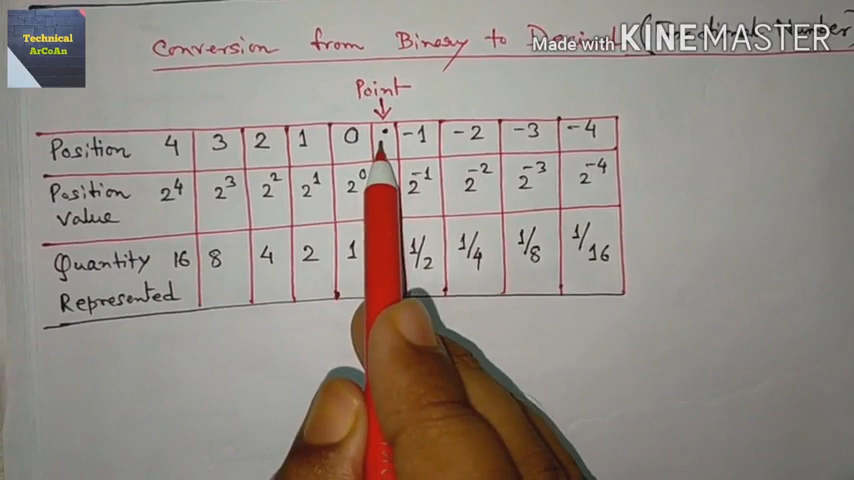 Technical
ArCoAn
Conversion from Binary to
Made with KINEMASTER
Number)
Point
Position 4 3 2 1 0 . -1 -2 -3 -4
Position Value 2⁴ 2³ 2² 2¹ 2⁰ 2⁻¹ 2⁻² 2⁻³ 2⁻⁴
Quantity Represented 16 8 4 2 1 1/2 1/4 1/8 1/16